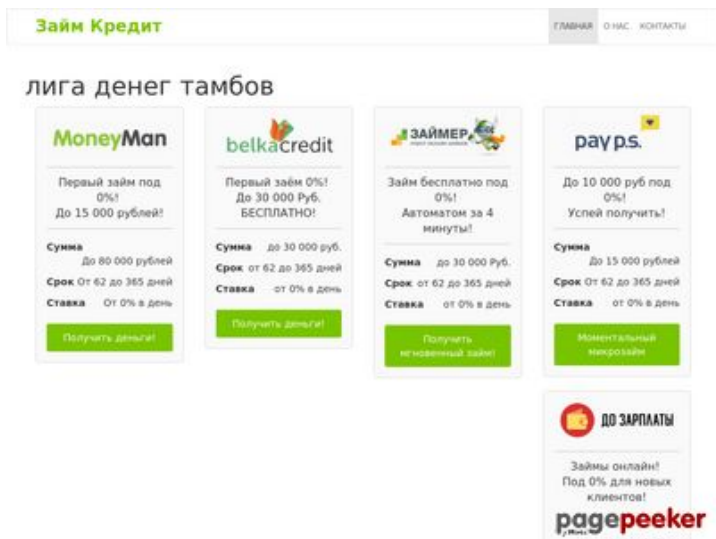 Займ Кредит
ГЛАВНАЯ О НАС. КОНТАКТЫ
лига денег тамбов
MoneyMan
Первый займ под
0%!
До 15 000 рублей!
Сумма
До 80 000 рублей
Срок От 62 до 365 дней
Ставка От 0% в день
Получить деньги!
belkacredit
Первый заём 0%!
До 30 000 Руб.
БЕСПЛАТНО!
Сумма до 30 000 руб.
Срок от 62 до 365 дней
Ставка от 0% в день
Получить деньги!
ЗАЙМЕР
Займ бесплатно под
0%!
Автоматом за 4
минуты!
Сумма до 30 000 Руб.
Срок от 62 до 365 дней
Ставка от 0% в день
Получить
мгновенный займ!
pay p.s.
До 10 000 руб под
0%!
Успей получить!
Сумма
До 15 000 рублей
Срок От 62 до 365 дней
Ставка от 0% в день
Моментальный
микрозайм
ДО ЗАРПЛАТЫ
Займы онлайн!
Под 0% для новых
клиентов!
pagepeeker